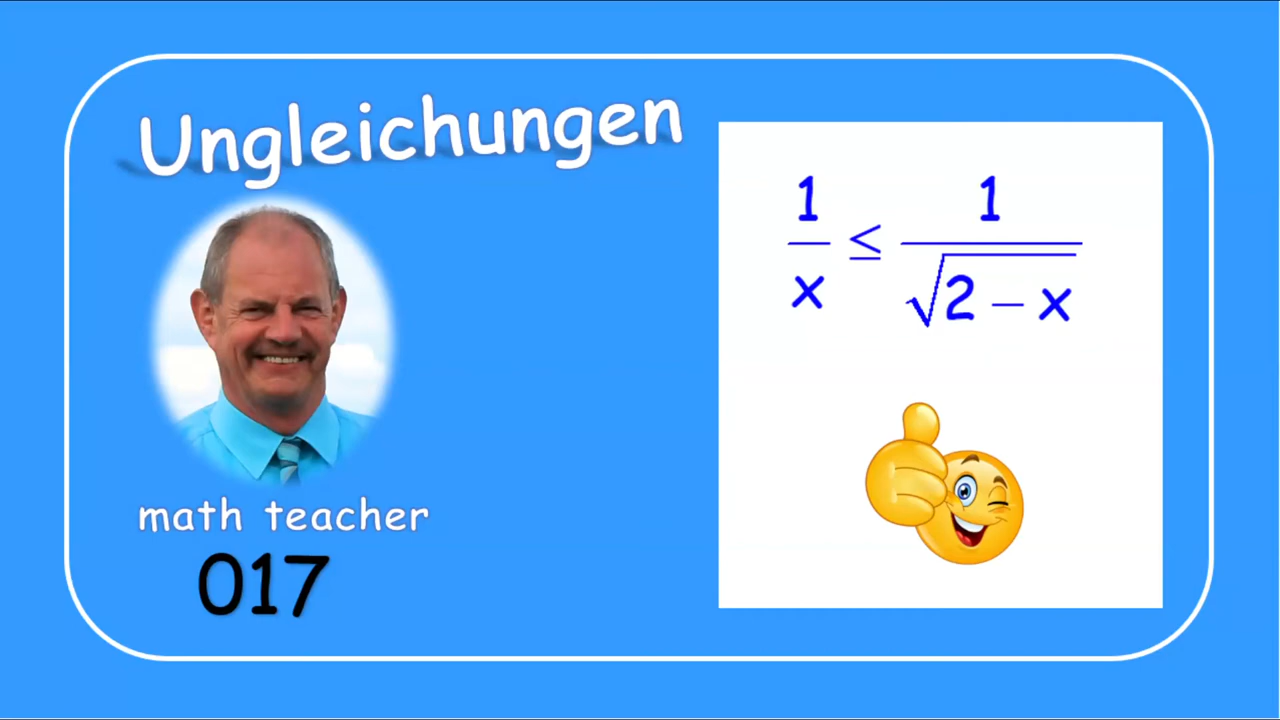 Ungleichungen
math teacher
017
1/x ≤ 1/√(2 − x)